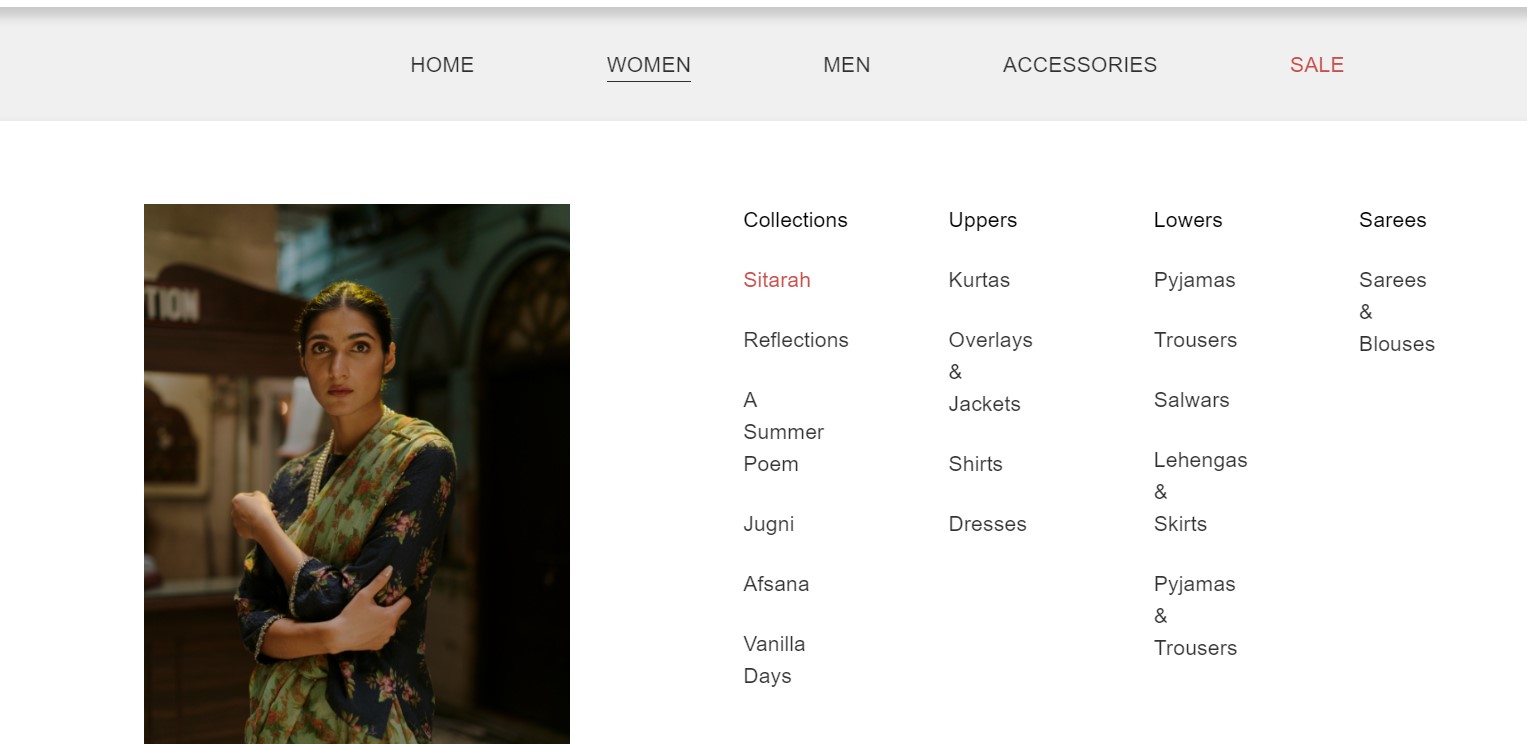 HOME
WOMEN
MEN
ACCESSORIES
SALE
TION
Collections
Sitarah
Reflections
A
Summer
Poem
Jugni
Afsana
Vanilla
Days
Uppers
Kurtas
Overlays
&
Jackets
Shirts
Dresses
Lowers
Pyjamas
Trousers
Salwars
Lehengas
&
Skirts
Pyjamas
&
Trousers
Sarees
Sarees
&
Blouses